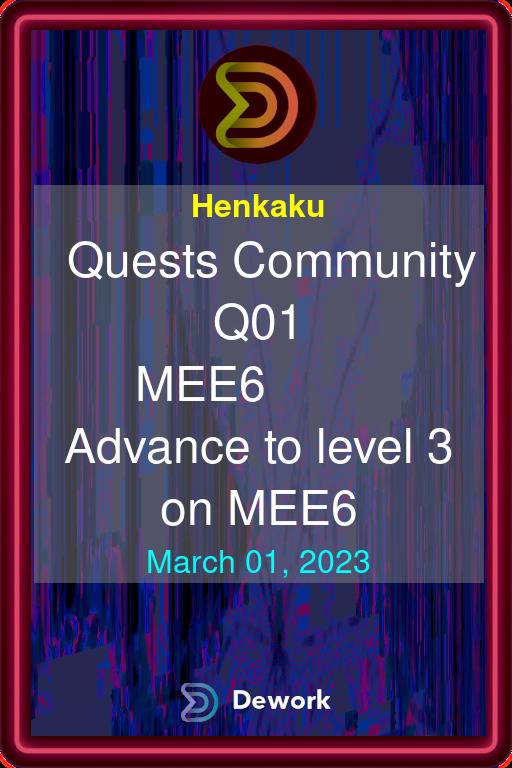 Henkaku
Quests Community
Q01
MEE6
Advance to level 3
on MEE6
March 01, 2023
Dework